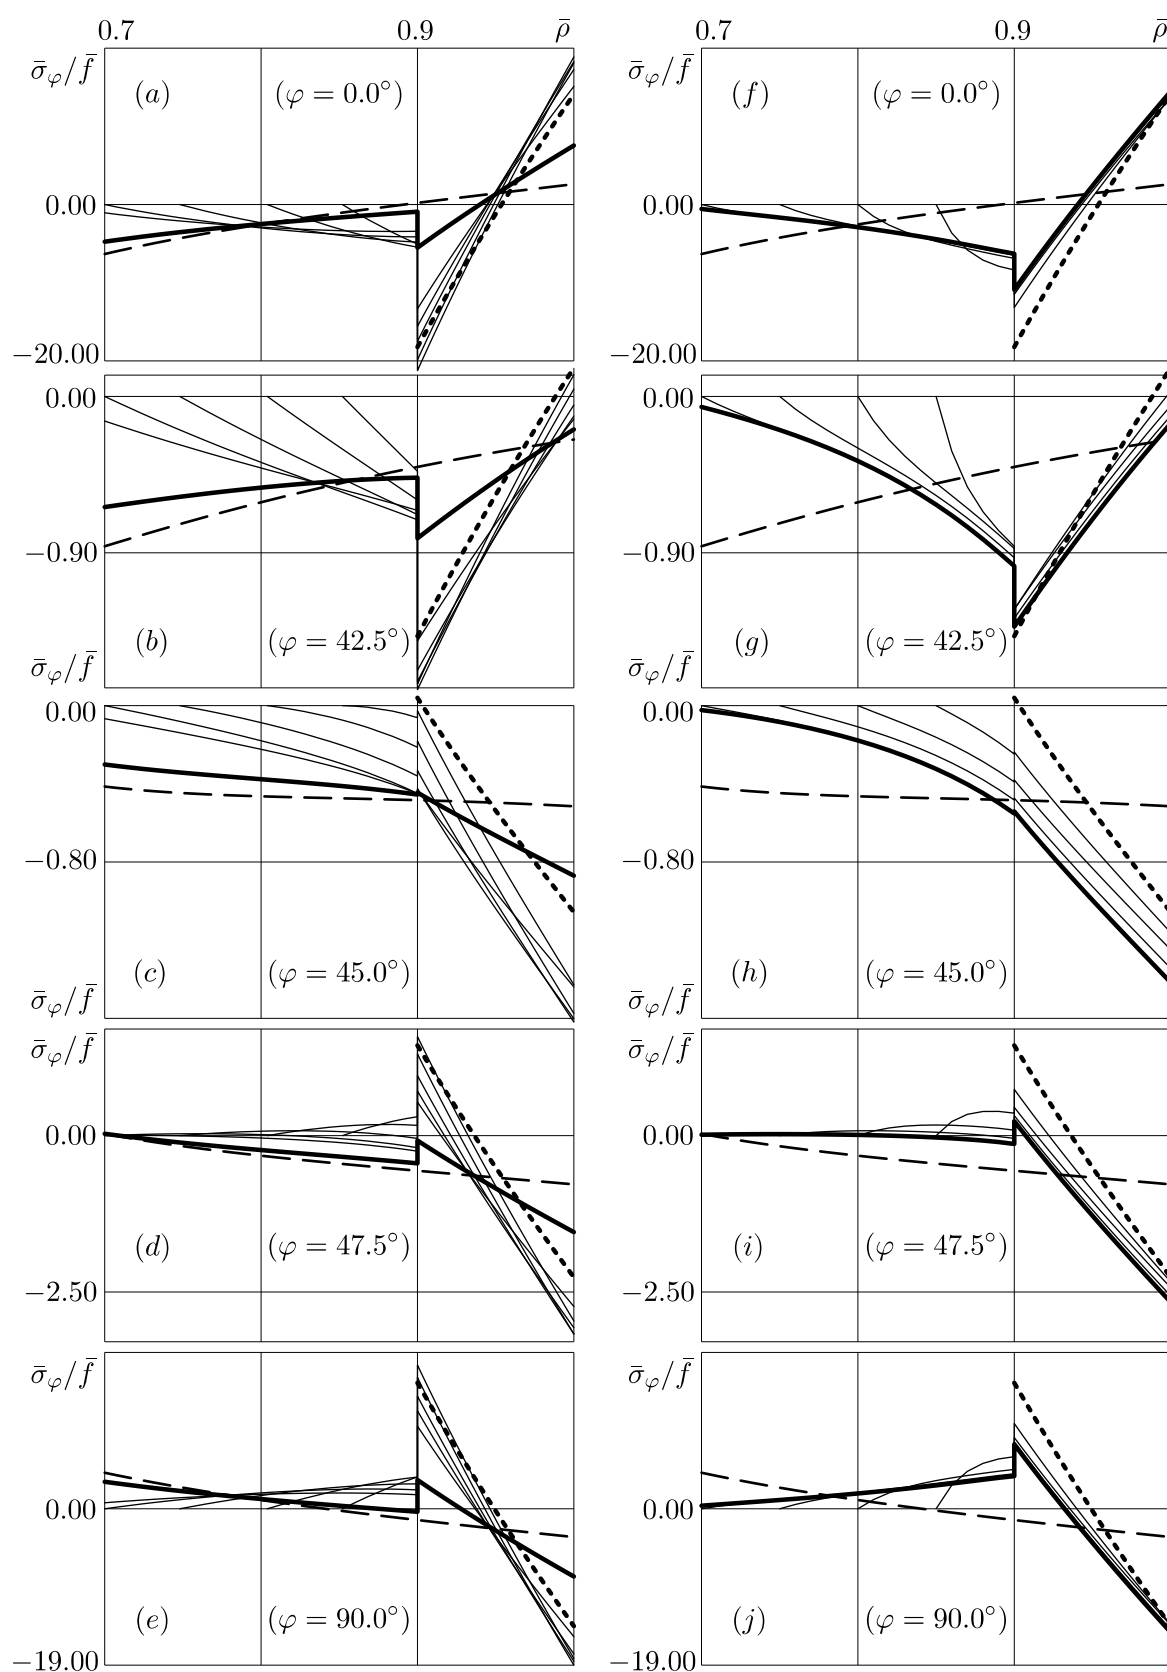 0.7 0.9 ρ̄ 0.7 0.9 ρ̄
σ̄φ/f̄ (a) (φ = 0.0°) σ̄φ/f̄ (f) (φ = 0.0°)
0.00 0.00
−20.00 −20.00
0.00 0.00
−0.90 −0.90
(b) (φ = 42.5°) (g) (φ = 42.5°)
σ̄φ/f̄ σ̄φ/f̄
0.00 0.00
−0.80 −0.80
(c) (φ = 45.0°) (h) (φ = 45.0°)
σ̄φ/f̄ σ̄φ/f̄
σ̄φ/f̄ σ̄φ/f̄
0.00 0.00
(d) (φ = 47.5°) (i) (φ = 47.5°)
−2.50 −2.50
σ̄φ/f̄ σ̄φ/f̄
0.00 0.00
(e) (φ = 90.0°) (j) (φ = 90.0°)
−19.00 −19.00